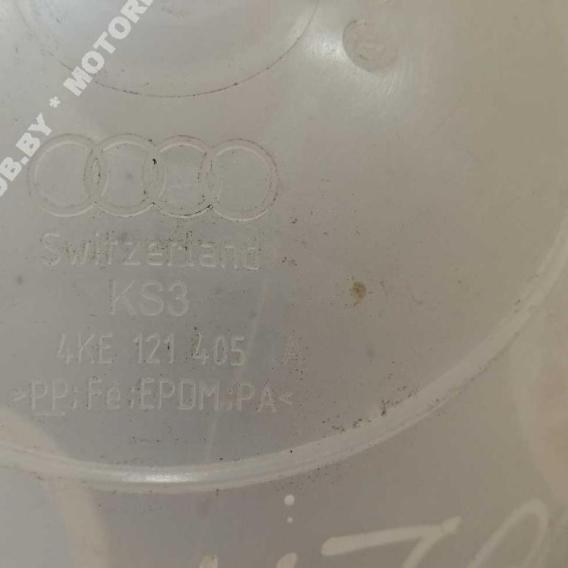 Switzerland
KS3
4KE 121 405 A
>PP;Fe;EPDM;PA<